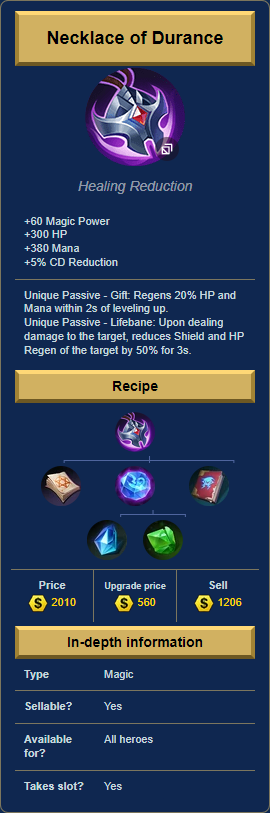 Necklace of Durance
Healing Reduction
+60 Magic Power
+300 HP
+380 Mana
+5% CD Reduction
Unique Passive - Gift: Regens 20% HP and
Mana within 2s of leveling up.
Unique Passive - Lifebane: Upon dealing
damage to the target, reduces Shield and HP
Regen of the target by 50% for 3s.
Recipe
Price
2010
Upgrade price
560
Sell
1206
In-depth information
Type Magic
Sellable? Yes
Available All heroes
for?
Takes slot? Yes